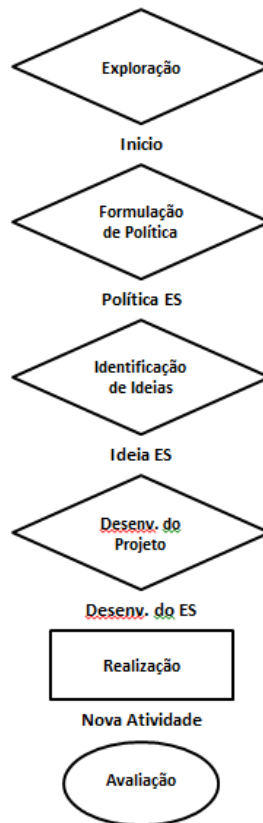 Exploração
Inicio
Formulação
de Política
Política ES
Identificação
de Ideias
Ideia ES
Desenv. do
Projeto
Desenv. do ES
Realização
Nova Atividade
Avaliação